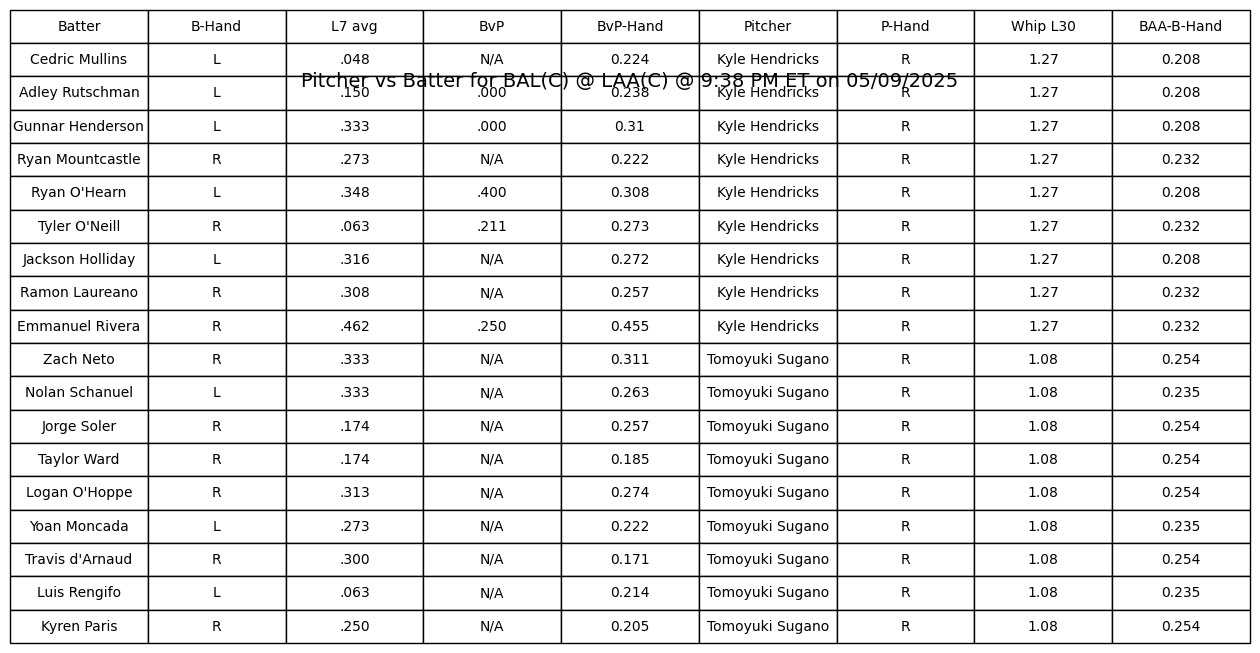 Batter B-Hand L7 avg BvP BvP-Hand Pitcher P-Hand Whip L30 BAA-B-Hand
Cedric Mullins L .048 N/A 0.224 Kyle Hendricks R 1.27 0.208
Pitcher vs Batter for BAL(C) @ LAA(C) @ 9:38 PM ET on 05/09/2025
Adley Rutschman L .150 .000 0.238 Kyle Hendricks R 1.27 0.208
Gunnar Henderson L .333 .000 0.31 Kyle Hendricks R 1.27 0.208
Ryan Mountcastle R .273 N/A 0.222 Kyle Hendricks R 1.27 0.232
Ryan O'Hearn L .348 .400 0.308 Kyle Hendricks R 1.27 0.208
Tyler O'Neill R .063 .211 0.273 Kyle Hendricks R 1.27 0.232
Jackson Holliday L .316 N/A 0.272 Kyle Hendricks R 1.27 0.208
Ramon Laureano R .308 N/A 0.257 Kyle Hendricks R 1.27 0.232
Emmanuel Rivera R .462 .250 0.455 Kyle Hendricks R 1.27 0.232
Zach Neto R .333 N/A 0.311 Tomoyuki Sugano R 1.08 0.254
Nolan Schanuel L .333 N/A 0.263 Tomoyuki Sugano R 1.08 0.235
Jorge Soler R .174 N/A 0.257 Tomoyuki Sugano R 1.08 0.254
Taylor Ward R .174 N/A 0.185 Tomoyuki Sugano R 1.08 0.254
Logan O'Hoppe R .313 N/A 0.274 Tomoyuki Sugano R 1.08 0.254
Yoan Moncada L .273 N/A 0.222 Tomoyuki Sugano R 1.08 0.235
Travis d'Arnaud R .300 N/A 0.171 Tomoyuki Sugano R 1.08 0.254
Luis Rengifo L .063 N/A 0.214 Tomoyuki Sugano R 1.08 0.235
Kyren Paris R .250 N/A 0.205 Tomoyuki Sugano R 1.08 0.254